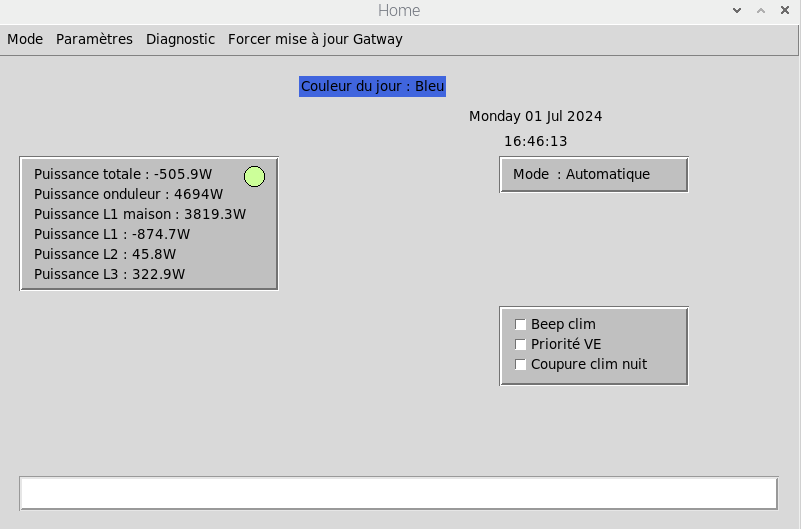 Home
Mode Paramètres Diagnostic Forcer mise à jour Gatway
Couleur du jour : Bleu
Monday 01 Jul 2024
16:46:13
Puissance totale : -505.9W
Puissance onduleur : 4694W
Puissance L1 maison : 3819.3W
Puissance L1 : -874.7W
Puissance L2 : 45.8W
Puissance L3 : 322.9W
Mode : Automatique
Beep clim
Priorité VE
Coupure clim nuit